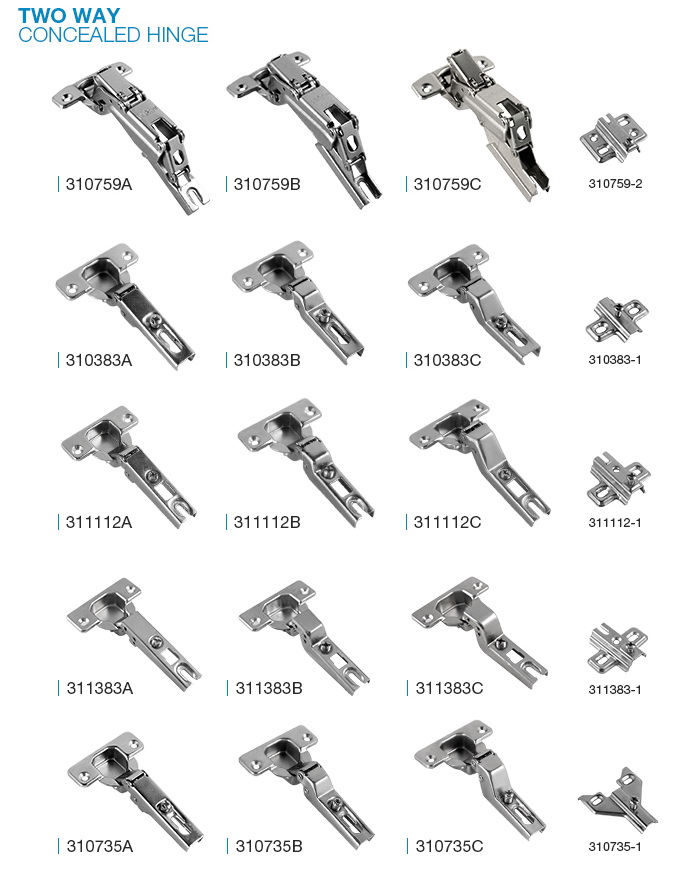 TWO WAY
CONCEALED HINGE
310759A
310759B
310759C
310759-2
310383A
310383B
310383C
310383-1
311112A
311112B
311112C
311112-1
311383A
311383B
311383C
311383-1
310735A
310735B
310735C
310735-1